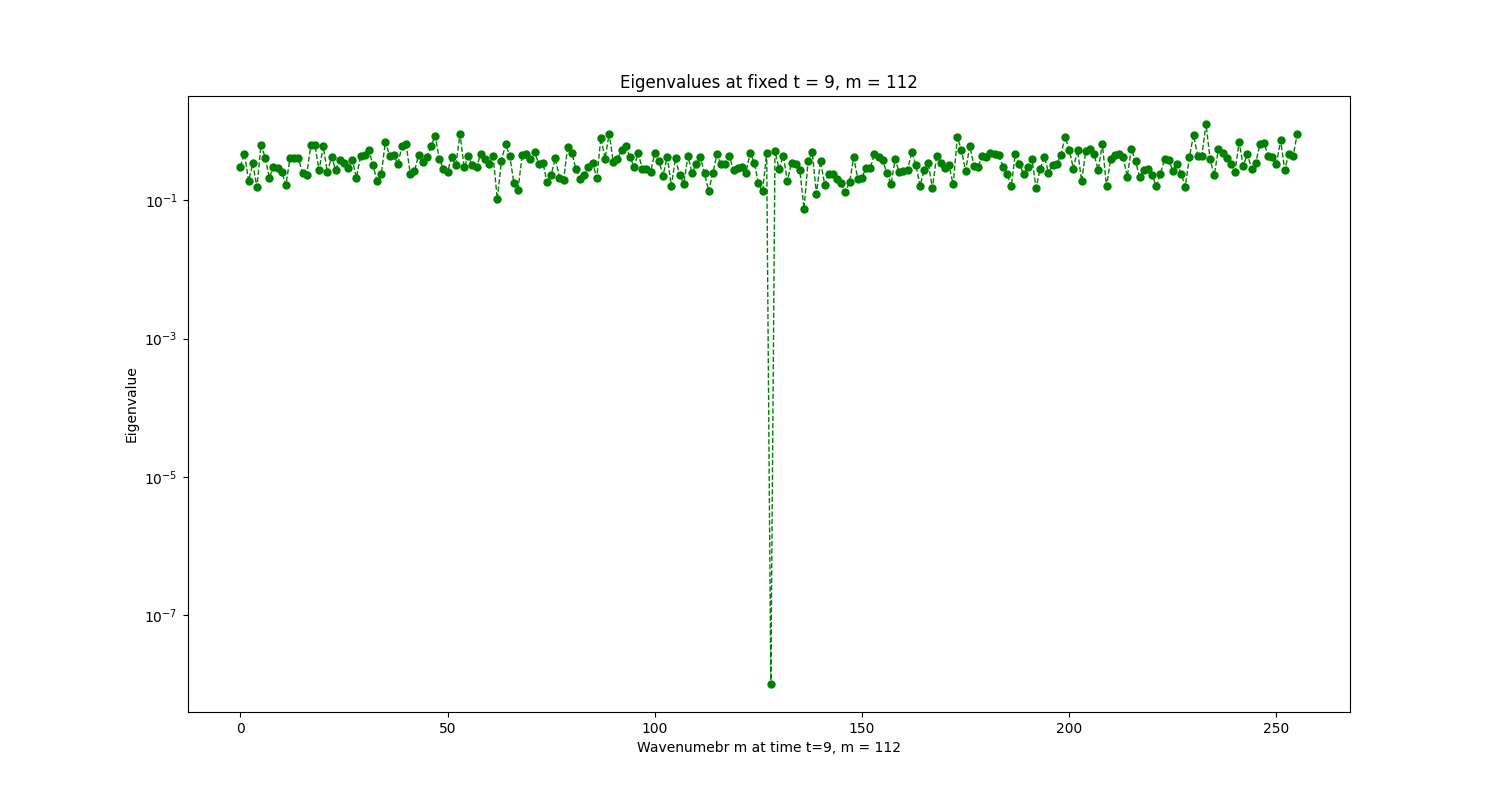 Eigenvalues at fixed t = 9, m = 112
Eigenvalue
10⁻¹
10⁻³
10⁻⁵
10⁻⁷
0 50 100 150 200 250
Wavenumebr m at time t=9, m = 112